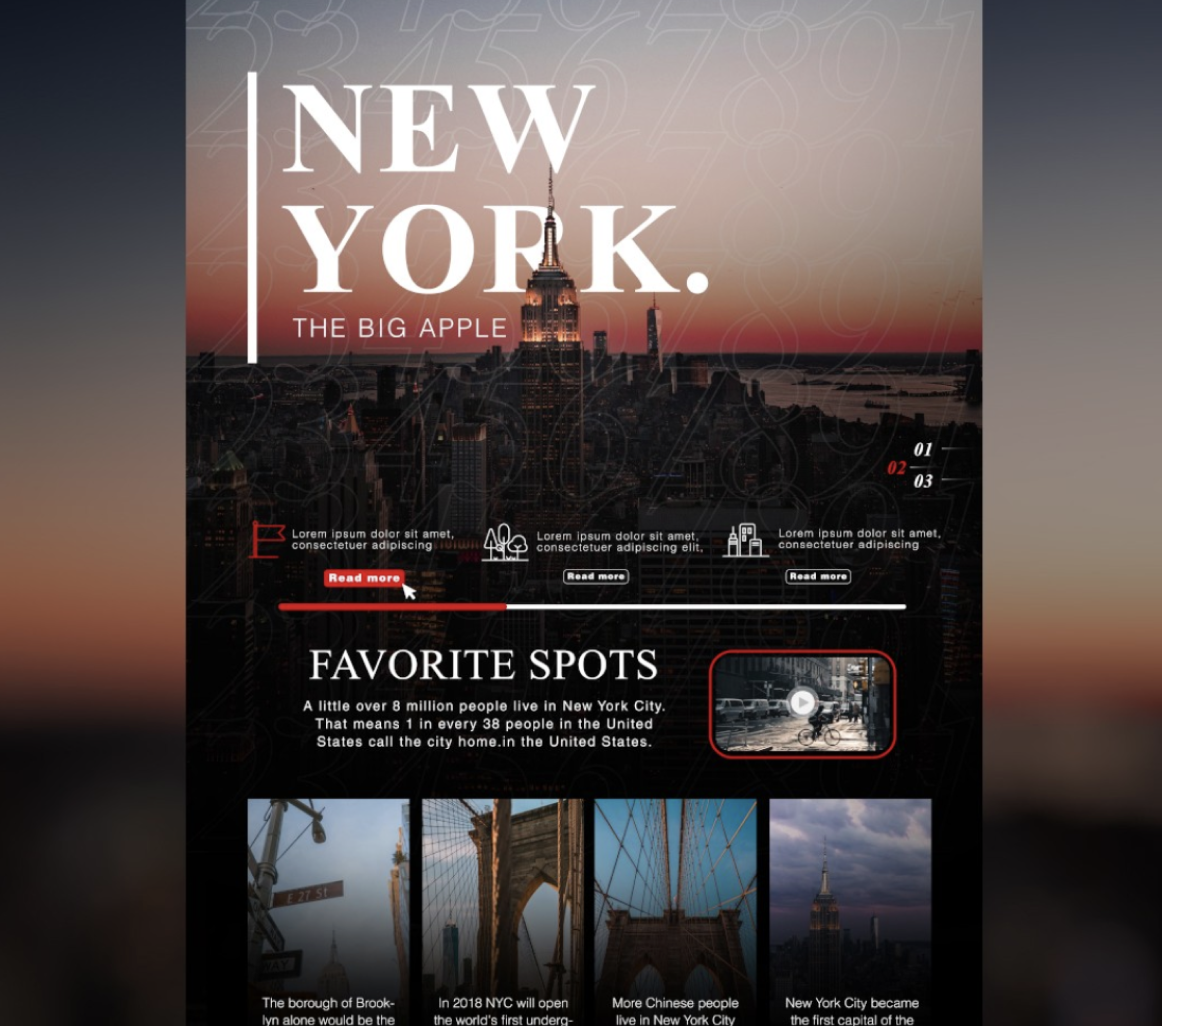 NEW
YORK.
THE BIG APPLE
01
02
03
Lorem ipsum dolor sit amet,
consectetuer adipiscing
Read more
Lorem ipsum dolor sit amet,
consectetuer adipiscing elit,
Read more
Lorem ipsum dolor sit amet,
consectetuer adipiscing
Read more
FAVORITE SPOTS
A little over 8 million people live in New York City.
That means 1 in every 38 people in the United
States call the city home.in the United States.
E 27 St
WAY
The borough of Brook-
lyn alone would be the
In 2018 NYC will open
the world's first underg-
More Chinese people
live in New York City
New York City became
the first capital of the